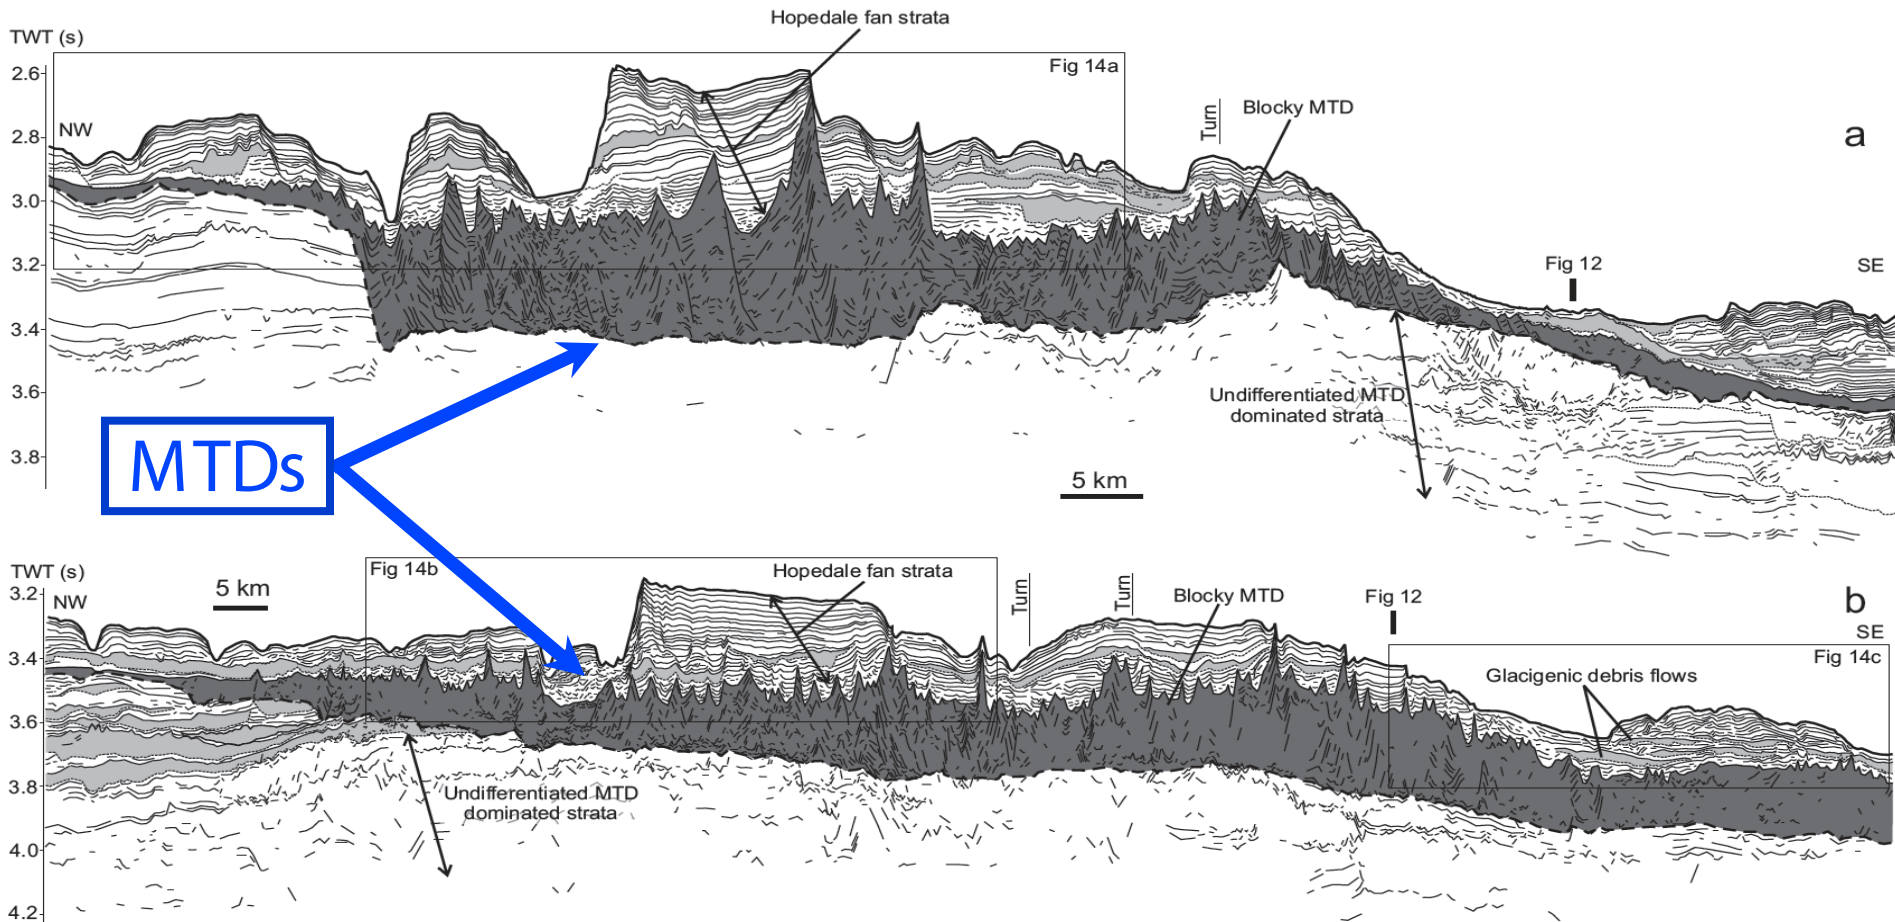 Hopedale fan strata
TWT (s)
Fig 14a
2.6
NW
Turn
Blocky MTD
a
2.8
3.0
Fig 12
SE
3.2
3.4
Undifferentiated MTD
dominated strata
3.6
MTDs
3.8
5 km
TWT (s)
Fig 14b
Hopedale fan strata
5 km
Turn
Turn
Blocky MTD
Fig 12
b
3.2
NW
SE
Fig 14c
3.4
Glacigenic debris flows
3.6
3.8
Undifferentiated MTD
dominated strata
4.0
4.2